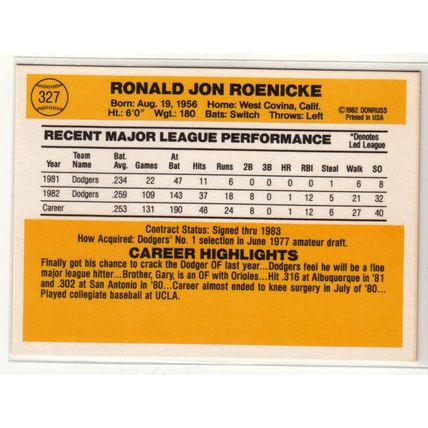 327
RONALD JON ROENICKE
Born: Aug. 19, 1956 Home: West Covina, Calif.
Ht.: 6'0" Wgt.: 180 Bats: Switch Throws: Left
©1982 DONRUSS
Printed in USA
RECENT MAJOR LEAGUE PERFORMANCE
*Denotes
Led League
Year Team Name Bat. Avg. Games At Bat Hits Runs 2B 3B HR RBI Steal Walk SO
1981 Dodgers .234 22 47 11 6 0 0 0 0 1 6 8
1982 Dodgers .259 109 143 37 18 8 0 1 12 5 21 32
Career .253 131 190 48 24 8 0 1 12 6 27 40
Contract Status: Signed thru 1983
How Acquired: Dodgers' No. 1 selection in June 1977 amateur draft.
CAREER HIGHLIGHTS
Finally got his chance to crack the Dodger OF last year...Dodgers feel he will be a fine
major league hitter...Brother, Gary, is an OF with Orioles...Hit .316 at Albuquerque in '81
and .302 at San Antonio in '80...Career almost ended to knee surgery in July of '80...
Played collegiate baseball at UCLA.